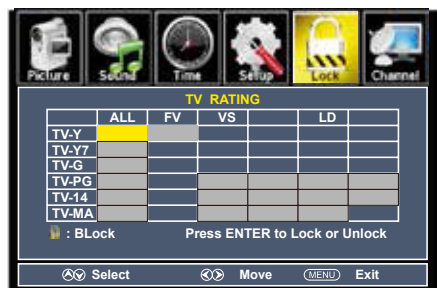 Picture Sound Time Setup Lock Channel
TV RATING
ALL FV VS LD
TV-Y
TV-Y7
TV-G
TV-PG
TV-14
TV-MA
: BLock Press ENTER to Lock or Unlock
Select Move MENU Exit